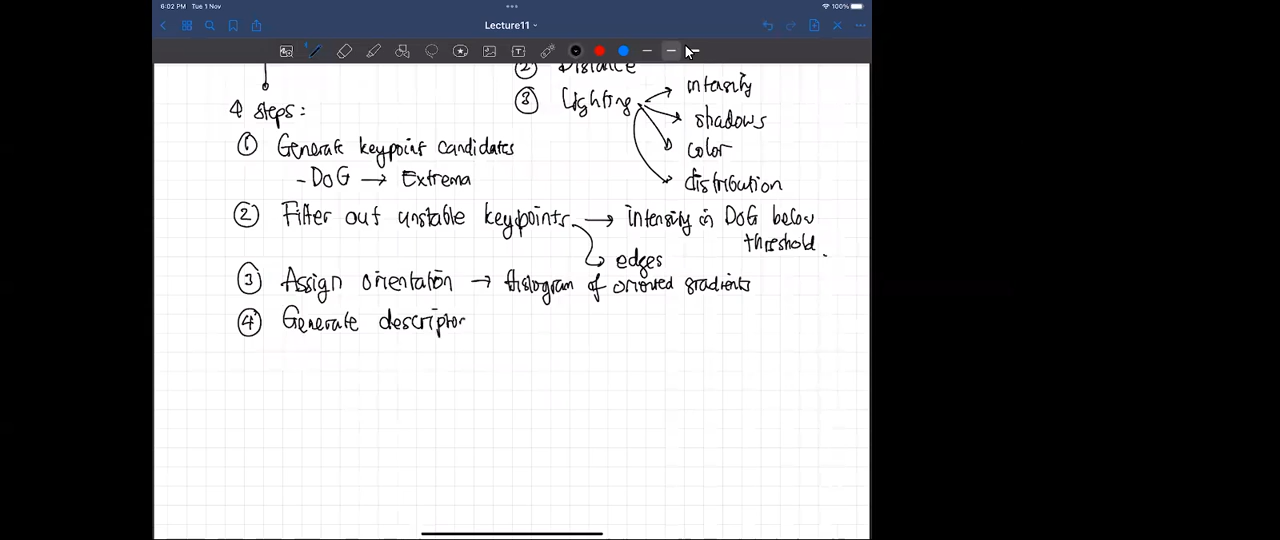 6:02 PM Tue 1 Nov
100%
Lecture11
② Distance
③ Lighting
intensity
shadows
color
distribution
4 steps:
① Generate keypoint candidates
- DoG → Extrema
② Filter out unstable keypoints → intensity in DoG below threshold.
edges
③ Assign orientation → Histogram of oriented gradients
④ Generate descriptor